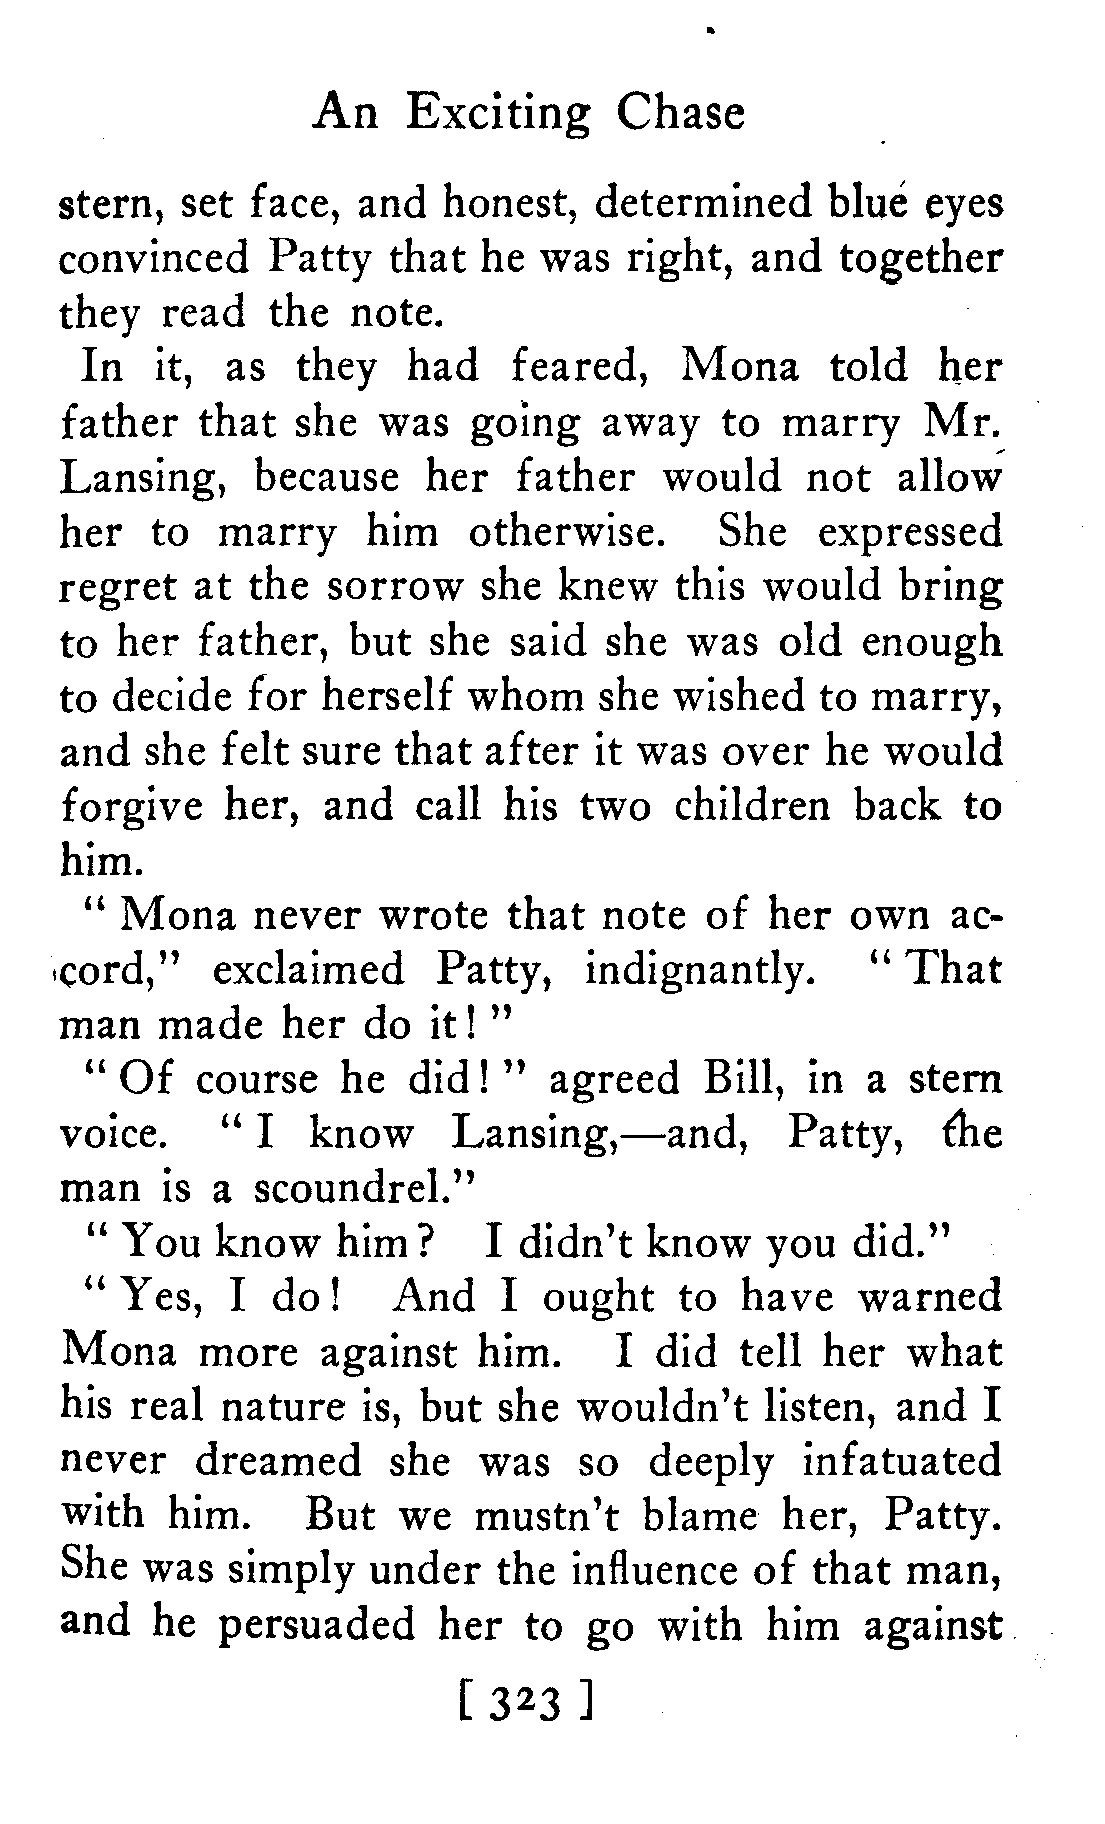 An Exciting Chase
stern, set face, and honest, determined blue eyes
convinced Patty that he was right, and together
they read the note.
In it, as they had feared, Mona told her
father that she was going away to marry Mr.
Lansing, because her father would not allow
her to marry him otherwise. She expressed
regret at the sorrow she knew this would bring
to her father, but she said she was old enough
to decide for herself whom she wished to marry,
and she felt sure that after it was over he would
forgive her, and call his two children back to
him.
" Mona never wrote that note of her own ac-
cord," exclaimed Patty, indignantly. " That
man made her do it! "
" Of course he did! " agreed Bill, in a stern
voice. " I know Lansing,—and, Patty, the
man is a scoundrel."
" You know him? I didn't know you did."
" Yes, I do! And I ought to have warned
Mona more against him. I did tell her what
his real nature is, but she wouldn't listen, and I
never dreamed she was so deeply infatuated
with him. But we mustn't blame her, Patty.
She was simply under the influence of that man,
and he persuaded her to go with him against
[ 323 ]